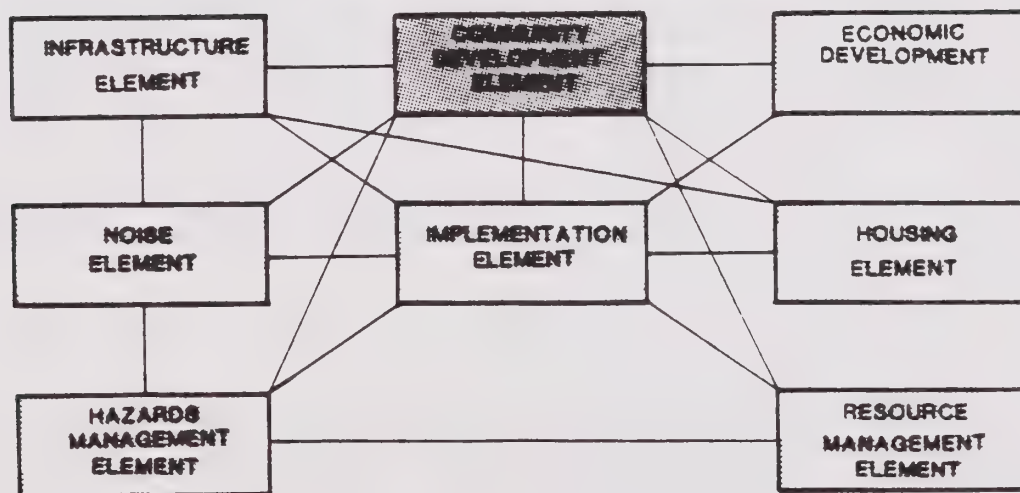 INFRASTRUCTURE
ELEMENT
COMMUNITY
DEVELOPMENT
ELEMENT
ECONOMIC
DEVELOPMENT
NOISE
ELEMENT
IMPLEMENTATION
ELEMENT
HOUSING
ELEMENT
HAZARDS
MANAGEMENT
ELEMENT
RESOURCE
MANAGEMENT
ELEMENT